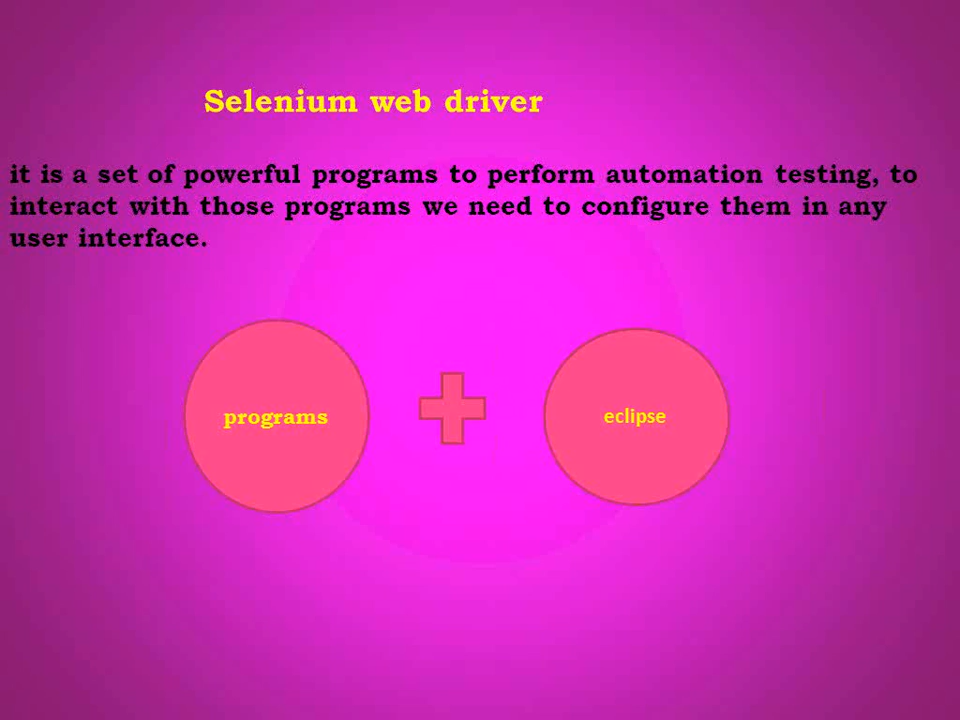 Selenium web driver
it is a set of powerful programs to perform automation testing, to
interact with those programs we need to configure them in any
user interface.
programs
eclipse